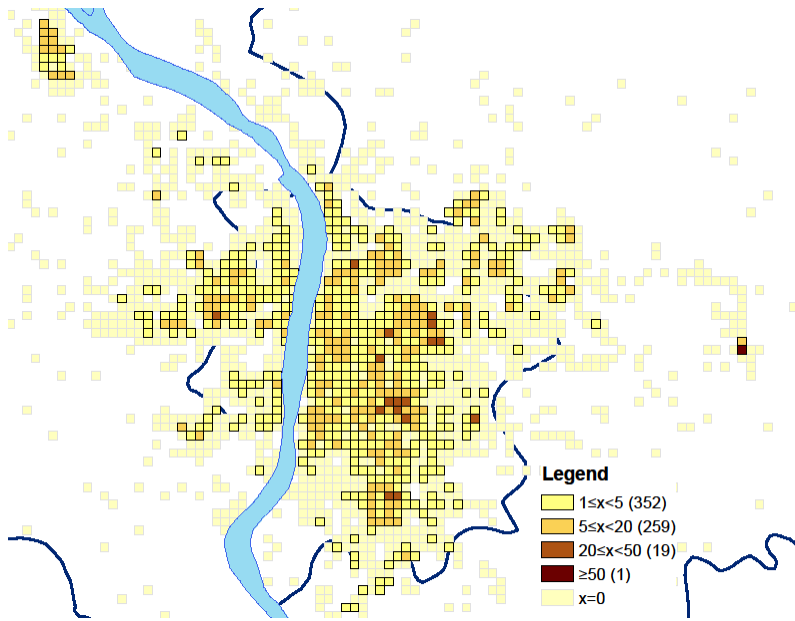 Legend
1≤x<5 (352)
5≤x<20 (259)
20≤x<50 (19)
≥50 (1)
x=0